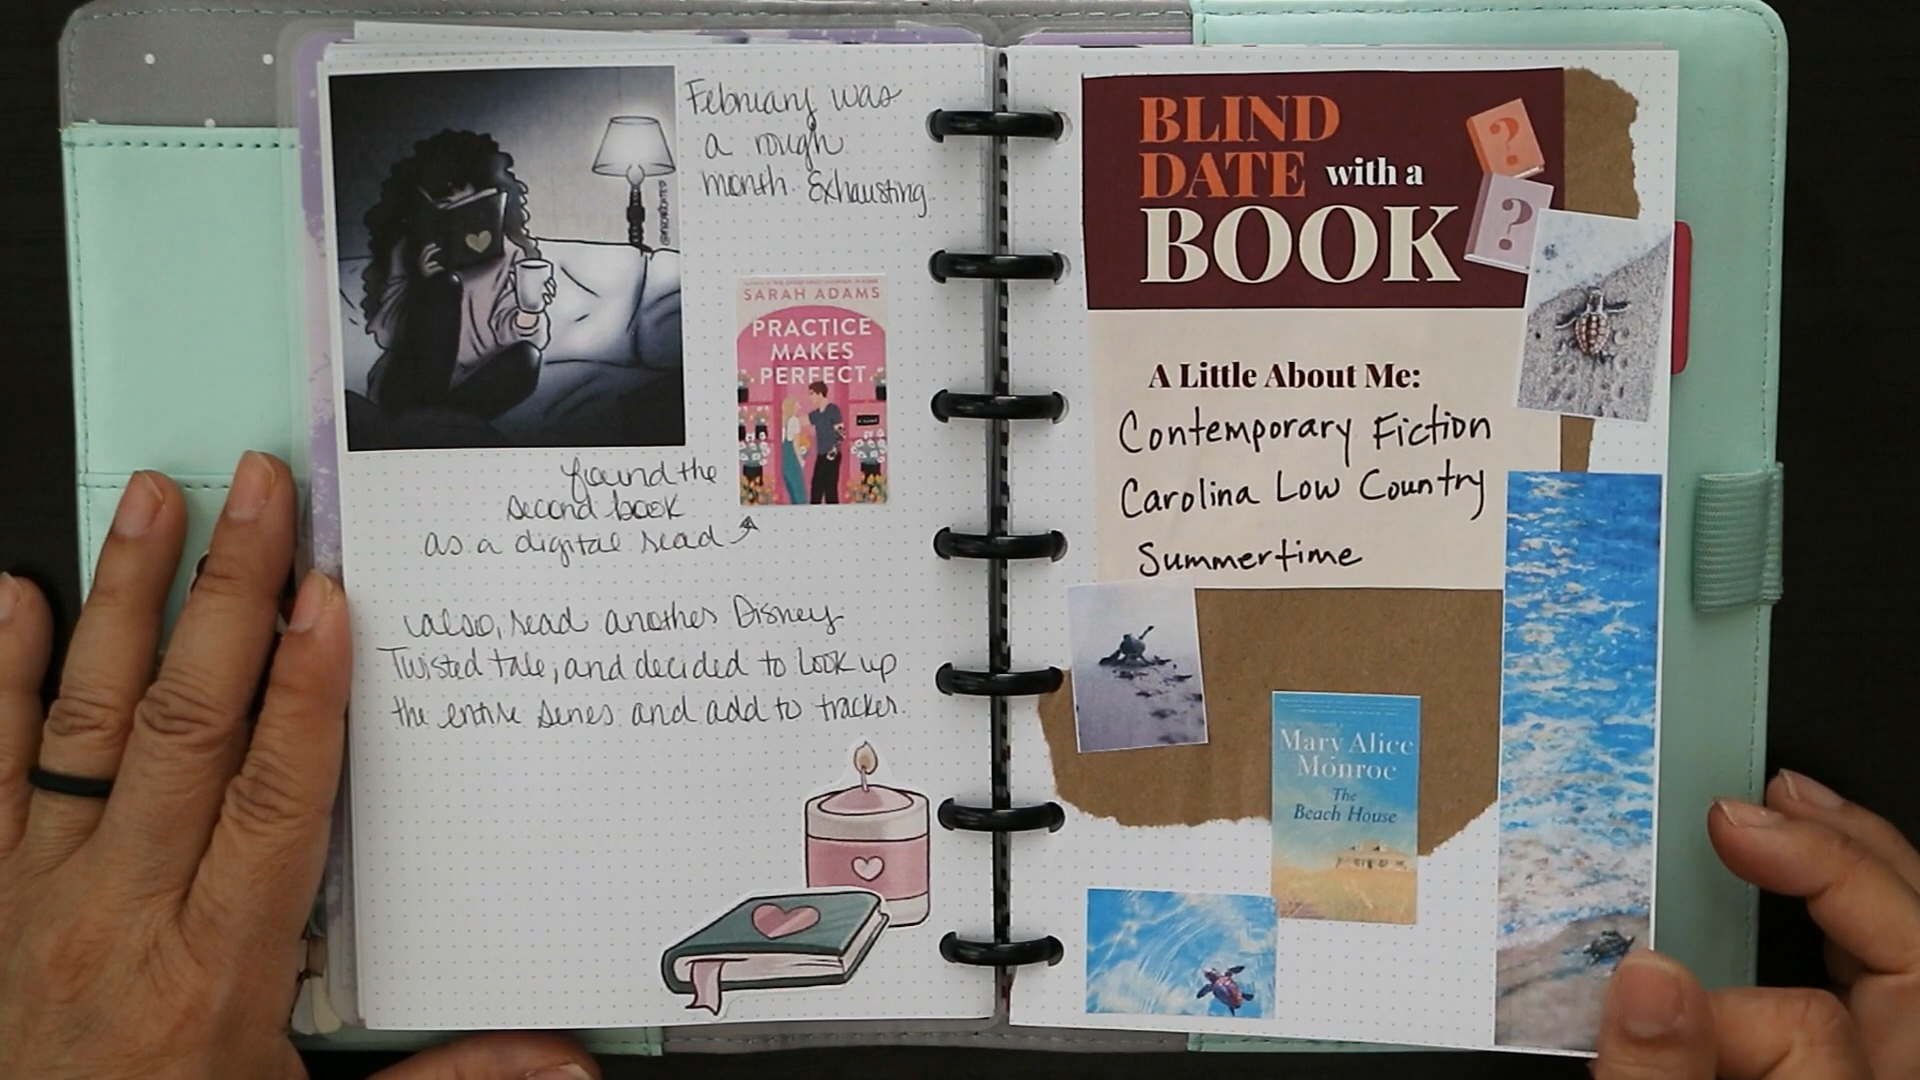 February was
a rough
month. Exhausting.
SARAH ADAMS
PRACTICE
MAKES
PERFECT
found the
second book
as a digital read
also, read another Disney
Twisted tale, and decided to look up
the entire series and add to tracker.
BLIND
DATE with a
BOOK
?
?
A Little About Me:
Contemporary Fiction
Carolina Low Country
Summertime
Mary Alice
Monroe
The
Beach House